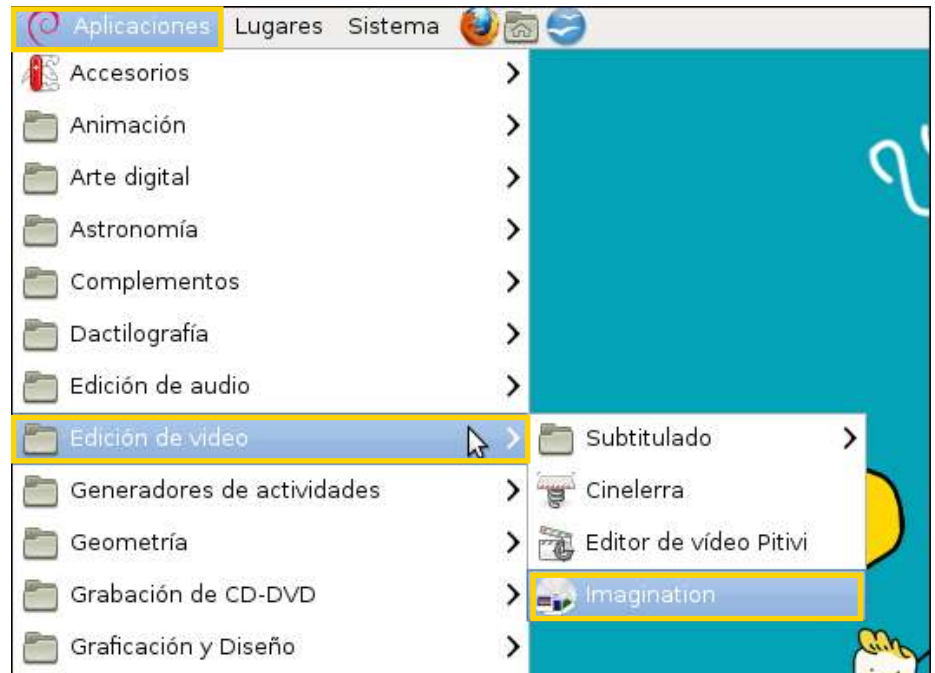 Aplicaciones Lugares Sistema
Accesorios
Animación
Arte digital
Astronomía
Complementos
Dactilografía
Edición de audio
Edición de video
Subtitulado
Generadores de actividades
Cinelerra
Geometría
Editor de vídeo Pitivi
Grabación de CD-DVD
Imagination
Graficación y Diseño